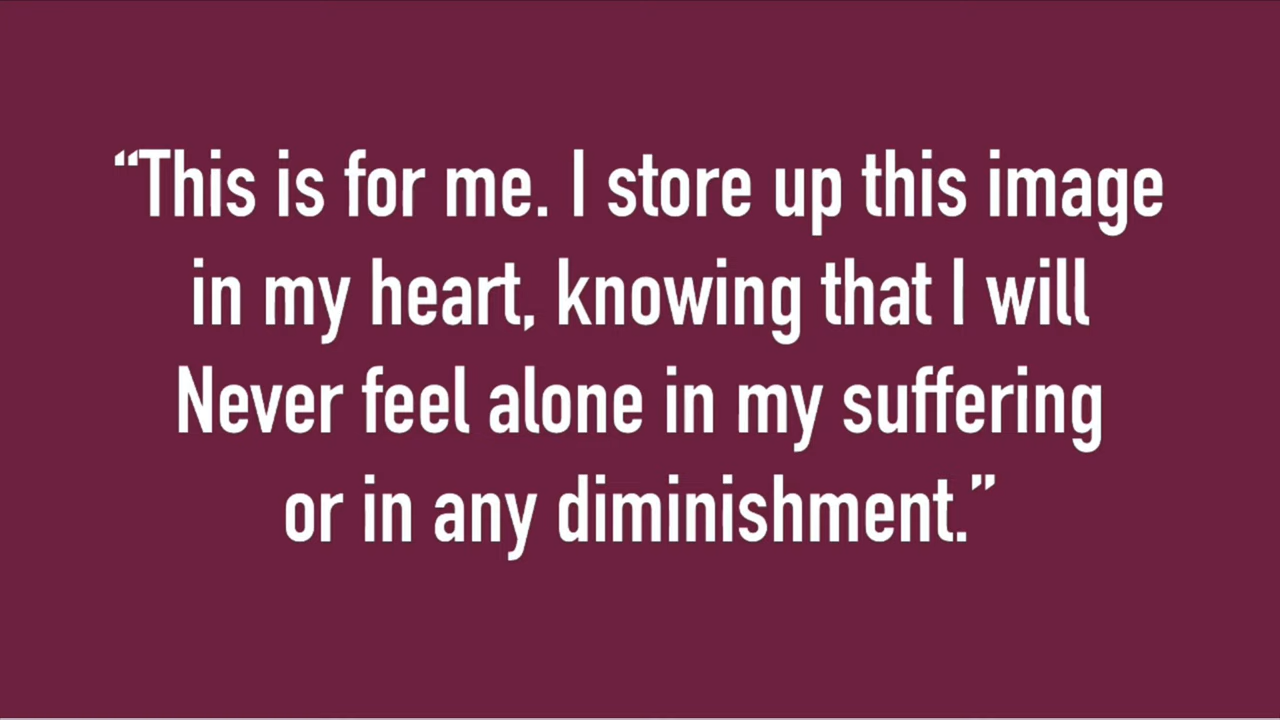 “This is for me. I store up this image
in my heart, knowing that I will
Never feel alone in my suffering
or in any diminishment.”